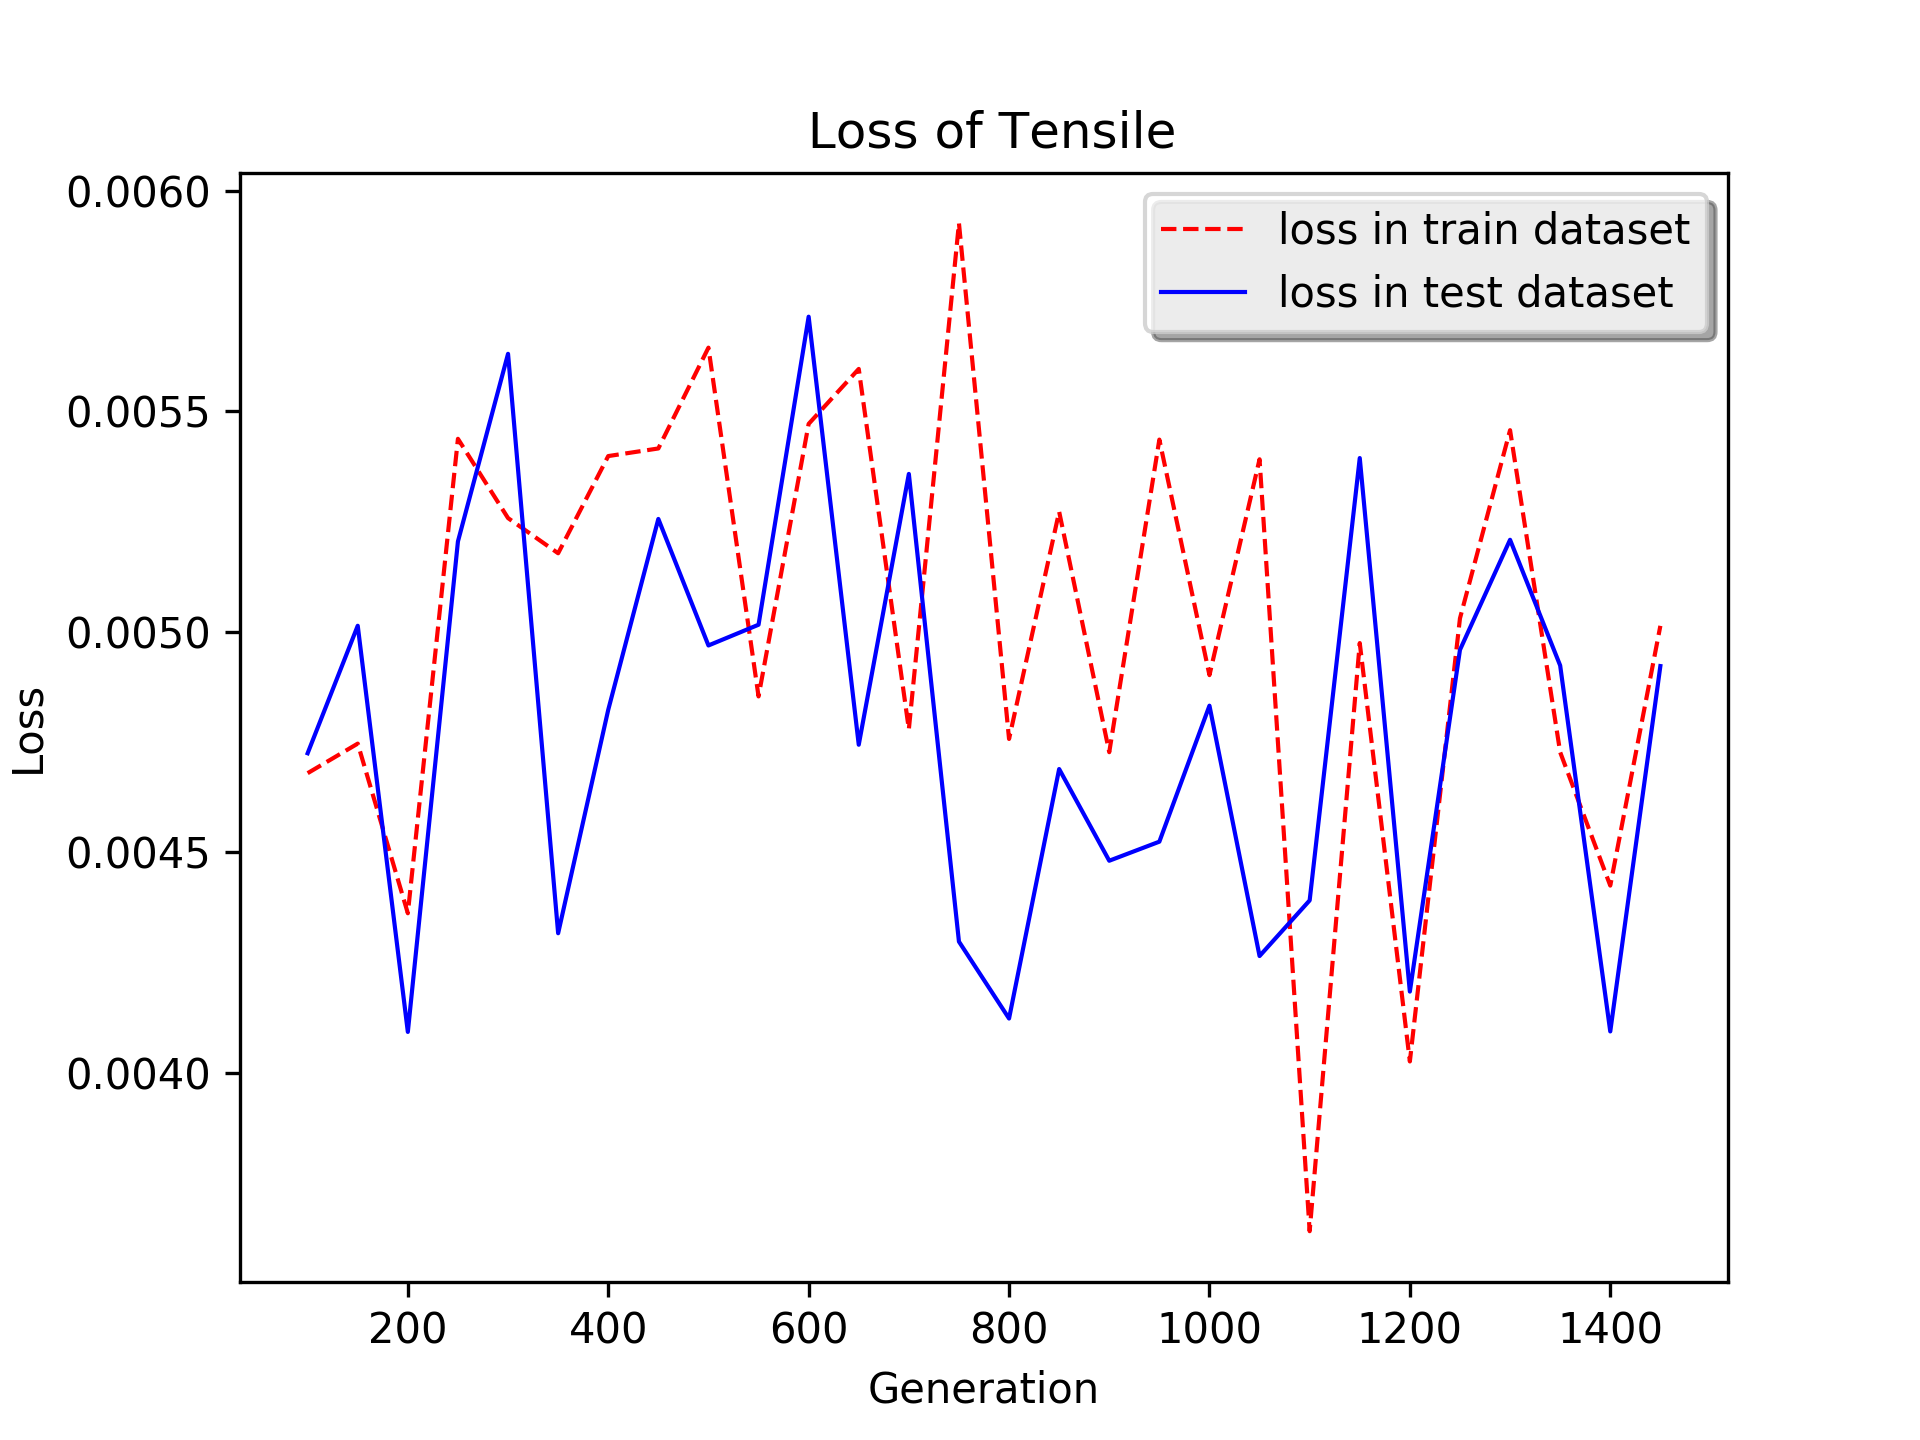 Loss of Tensile
0.0060
0.0055
0.0050
0.0045
0.0040
Loss
loss in train dataset
loss in test dataset
200 400 600 800 1000 1200 1400
Generation